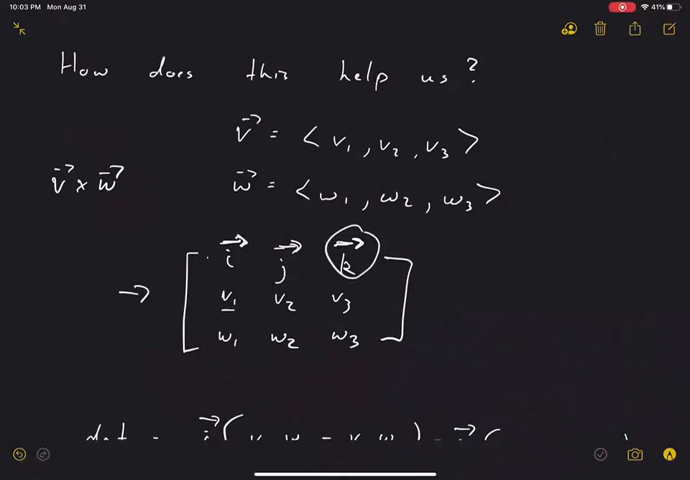 10:03 PM Mon Aug 31 41%
How does this help us?
v⃗ = < v₁, v₂, v₃ >
v⃗ × w⃗ w⃗ = < w₁, w₂, w₃ >
→ [ i⃗ j⃗ k⃗
v₁ v₂ v₃
w₁ w₂ w₃ ]